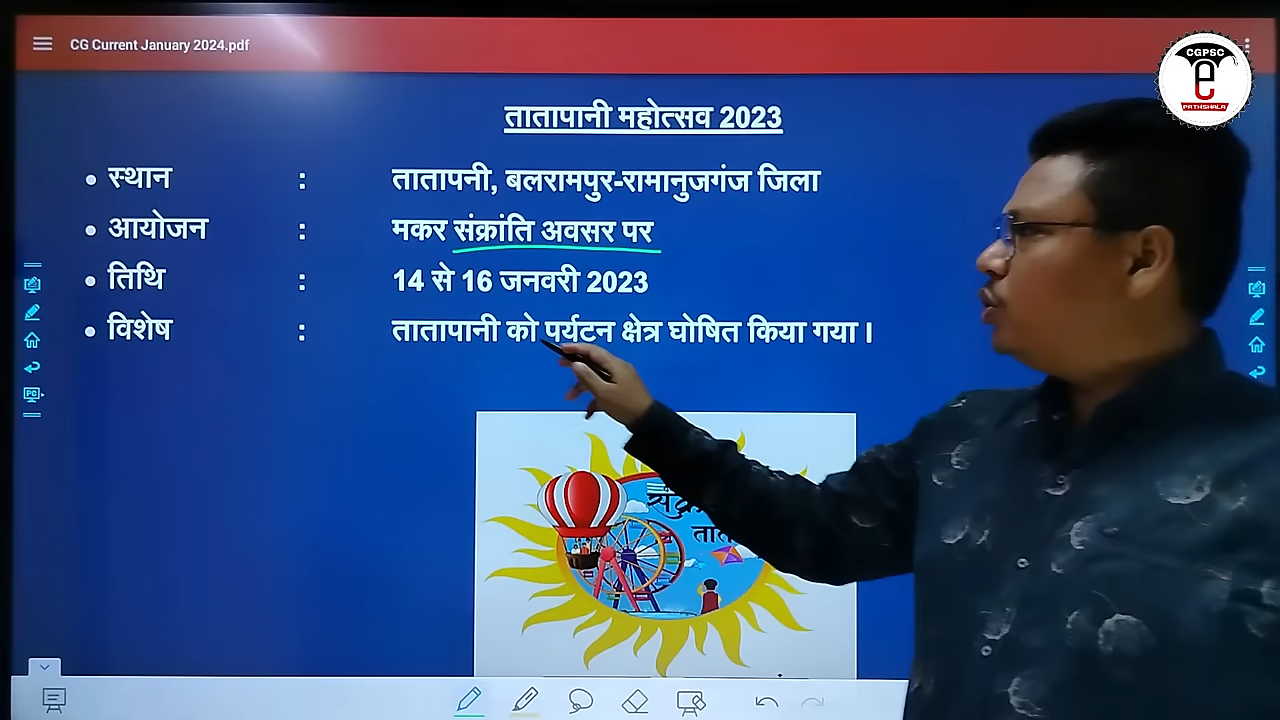 CG Current January 2024.pdf
CGPSC
e
PATHSHALA
तातापानी महोत्सव 2023
• स्थान : तातापनी, बलरामपुर-रामानुजगंज जिला
• आयोजन : मकर संक्रांति अवसर पर
• तिथि : 14 से 16 जनवरी 2023
• विशेष : तातापानी को पर्यटन क्षेत्र घोषित किया गया ।
PC